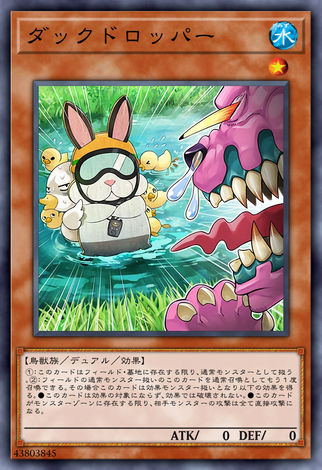 ダックドロッパー
水
【鳥獣族／デュアル／効果】
①：このカードはフィールド・墓地に存在する限り、通常モンスターとして扱う。
②：フィールドの通常モンスター扱いのこのカードを通常召喚としてもう１度
召喚できる。その場合このカードは効果モンスター扱いとなり以下の効果を得
る。●このカードは効果の対象にならず、効果では破壊されない。●このカード
がモンスターゾーンに存在する限り、相手モンスターの攻撃は全て直接攻撃に
なる。
ATK/ 0 DEF/ 0
43803845